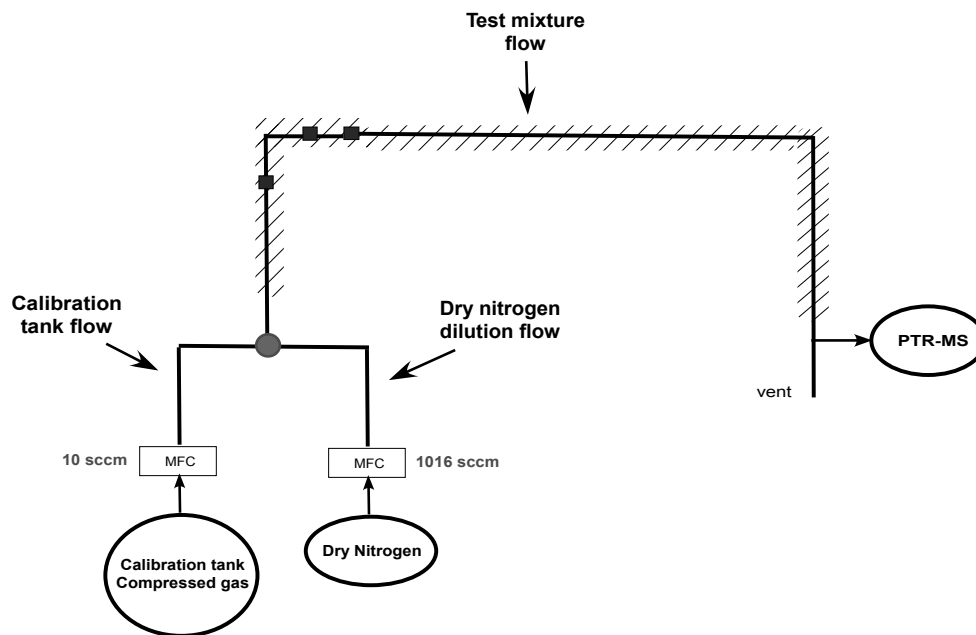 Test mixture
flow
Calibration
tank flow
Dry nitrogen
dilution flow
PTR-MS
vent
10 sccm
MFC
MFC
1016 sccm
Calibration tank
Compressed gas
Dry Nitrogen